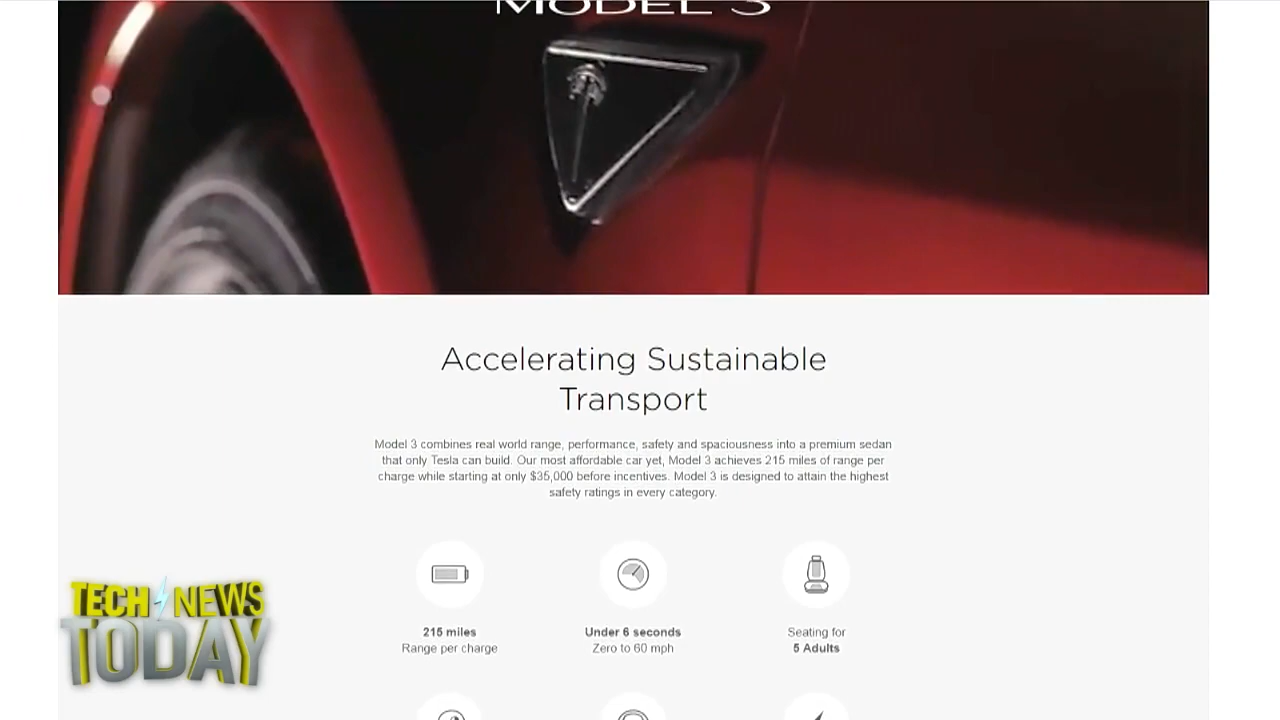 MODEL 3
Accelerating Sustainable
Transport
Model 3 combines real world range, performance, safety and spaciousness into a premium sedan
that only Tesla can build. Our most affordable car yet, Model 3 achieves 215 miles of range per
charge while starting at only $35,000 before incentives. Model 3 is designed to attain the highest
safety ratings in every category.
215 miles
Range per charge
Under 6 seconds
Zero to 60 mph
Seating for
5 Adults
TECH NEWS
TODAY